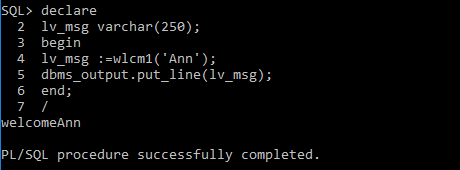 SQL> declare
2 lv_msg varchar(250);
3 begin
4 lv_msg :=wlcm1('Ann');
5 dbms_output.put_line(lv_msg);
6 end;
7 /
welcomeAnn
PL/SQL procedure successfully completed.